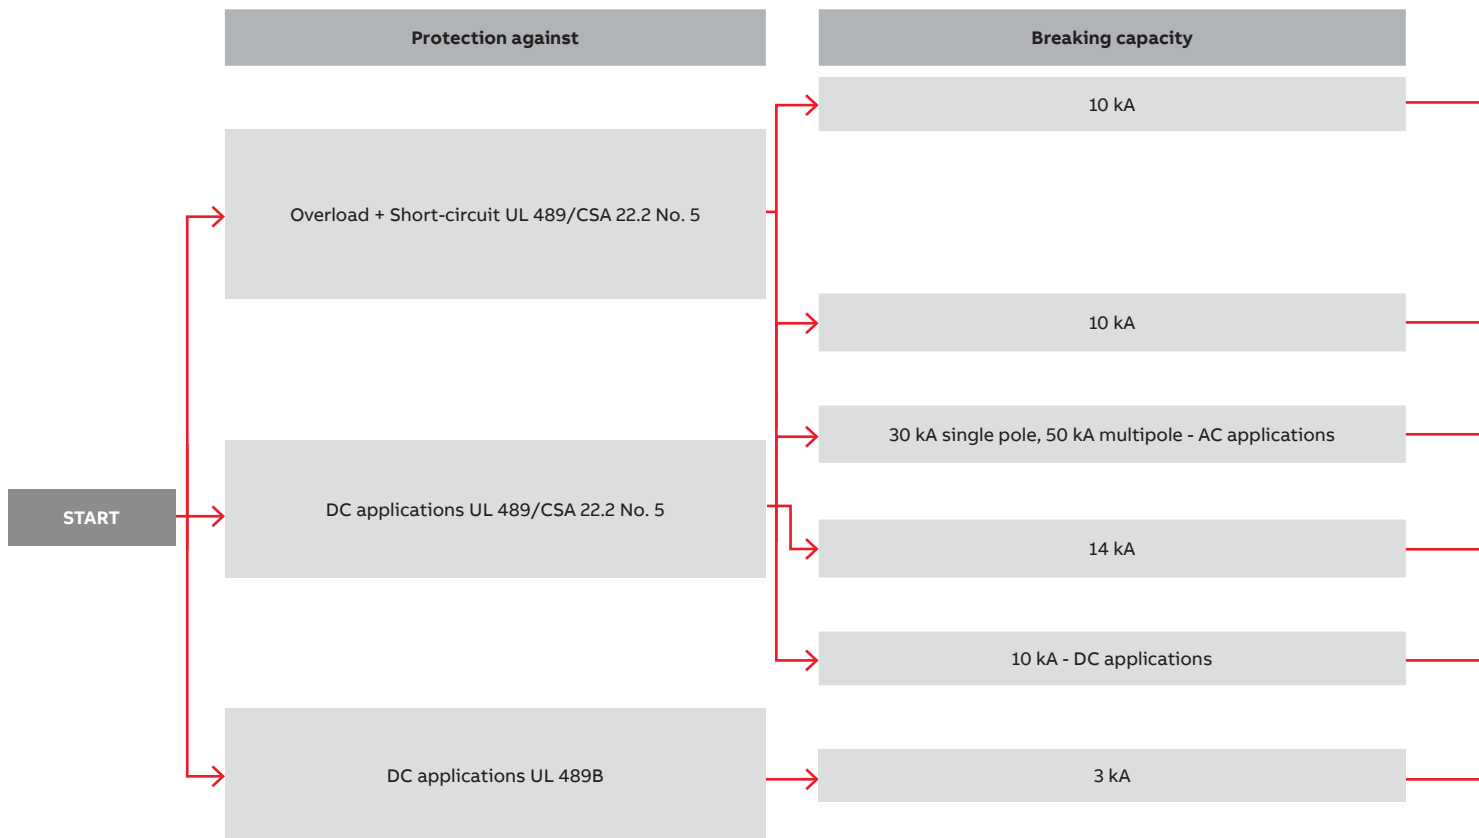 Protection against
Breaking capacity
10 kA
Overload + Short-circuit UL 489/CSA 22.2 No. 5
10 kA
30 kA single pole, 50 kA multipole - AC applications
START
DC applications UL 489/CSA 22.2 No. 5
14 kA
10 kA - DC applications
DC applications UL 489B
3 kA